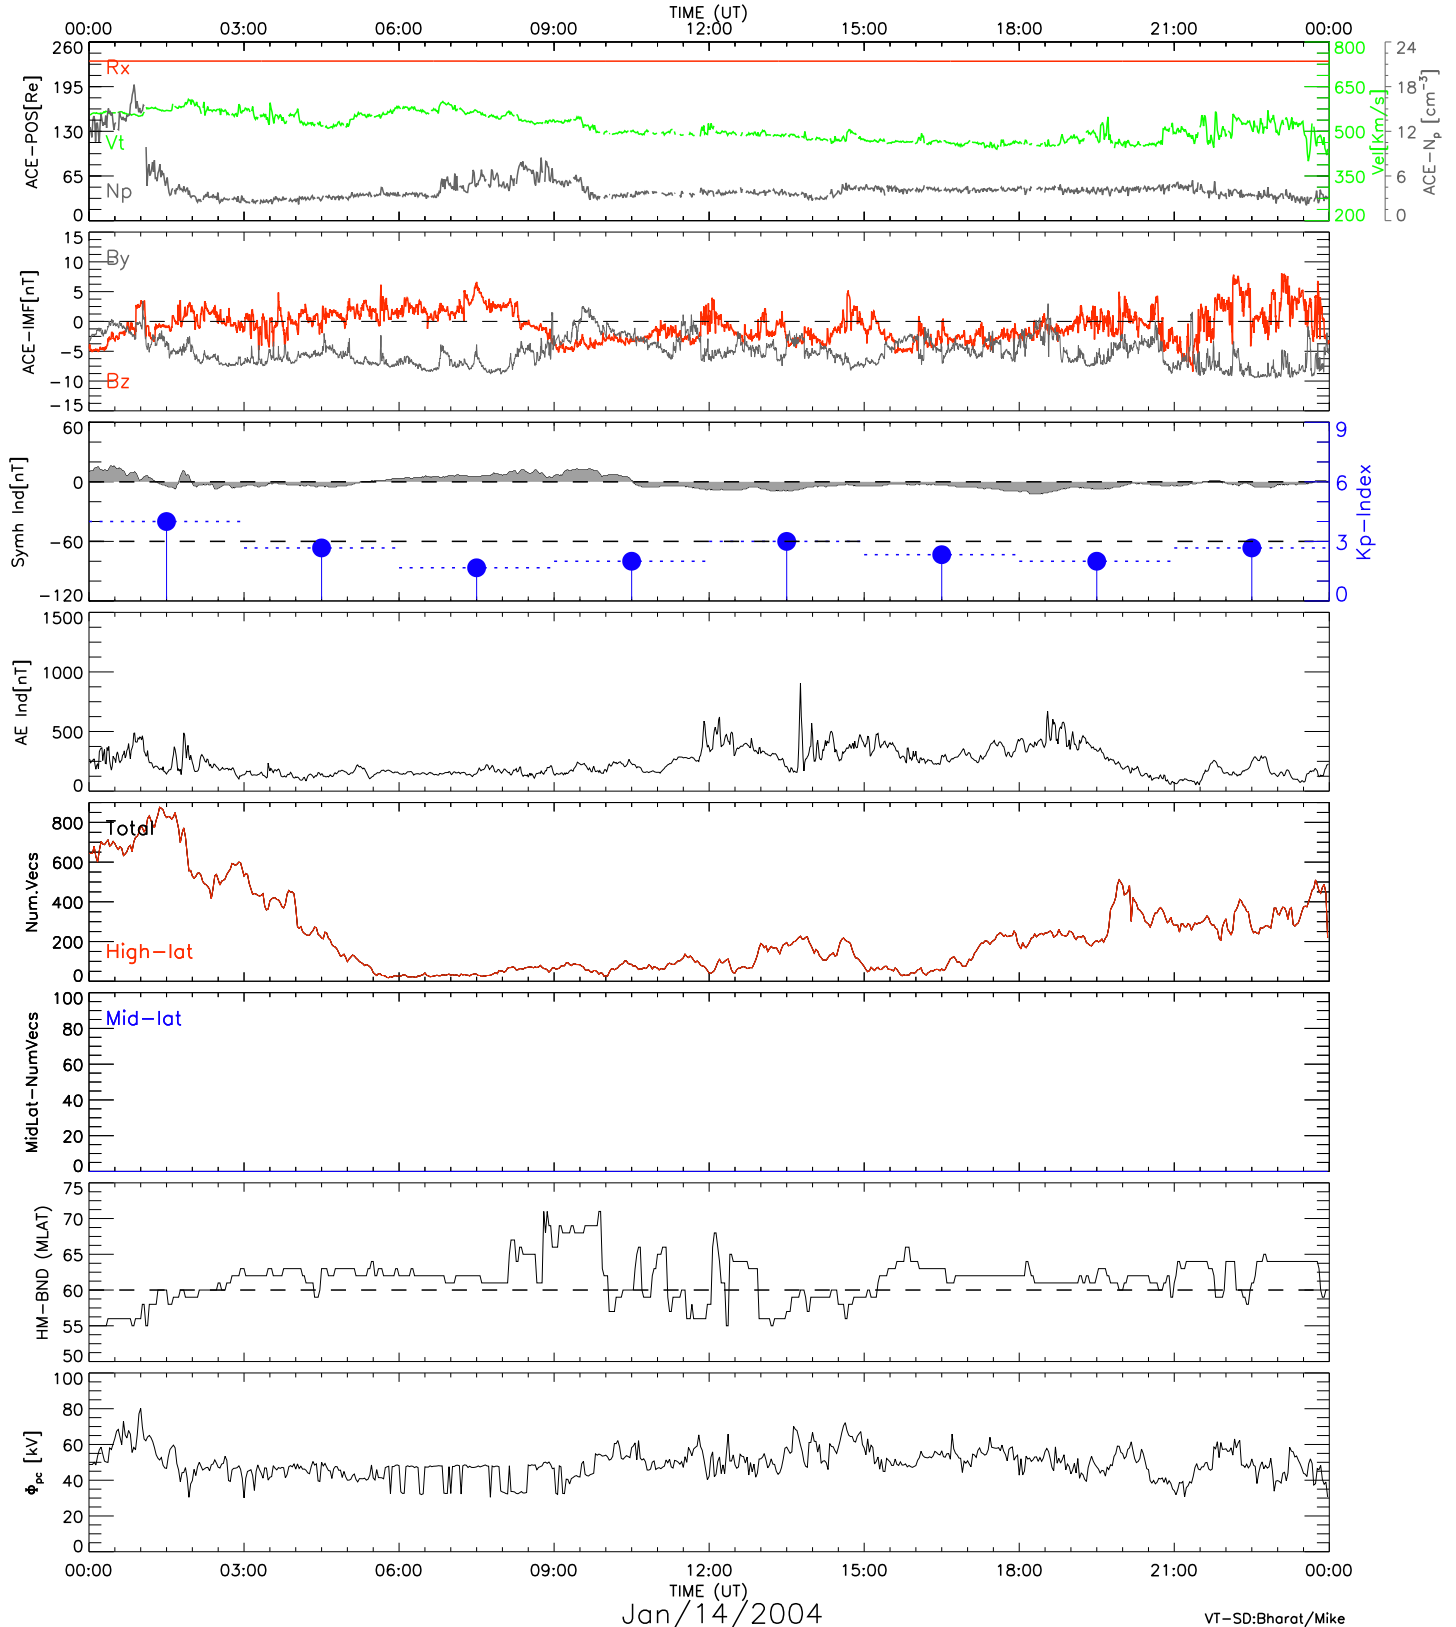 TIME (UT)
00:00 03:00 06:00 09:00 12:00 15:00 18:00 21:00 00:00
ACE-POS[Re]
260
195
130
65
0
Rx
Vt
Np
800
650
500
350
200
Vel[Km/s]
24
18
12
6
0
ACE-Np [cm⁻³]
ACE-IMF[nT]
15
10
5
0
-5
-10
-15
By
Bz
Symh Ind[nT]
60
0
-60
-120
9
6
3
0
Kp-Index
AE Ind[nT]
1500
1000
500
0
Num.Vecs
800
600
400
200
0
Total
High-lat
MidLat-NumVecs
100
80
60
40
20
0
Mid-lat
HM-BND (MLAT)
75
70
65
60
55
50
Φpc [kV]
100
80
60
40
20
0
00:00 03:00 06:00 09:00 12:00 15:00 18:00 21:00 00:00
TIME (UT)
Jan/14/2004
VT-SD:Bharat/Mike